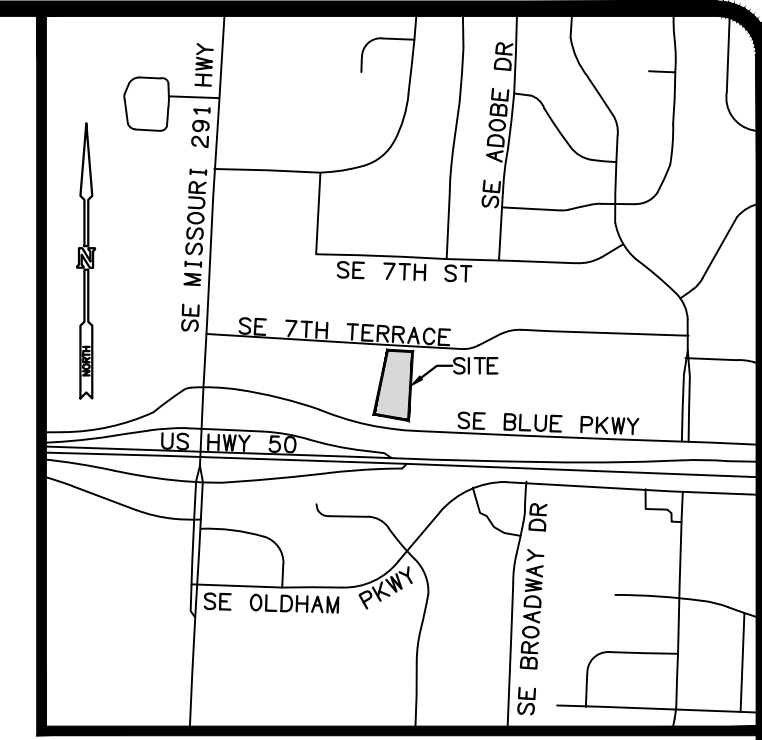 SE MISSOURI 291 HWY
SE ADOBE DR
N
NORTH
SE 7TH ST
SE 7TH TERRACE
SITE
SE BLUE PKWY
US HWY 50
SE OLDHAM PKWY
SE BROADWAY DR